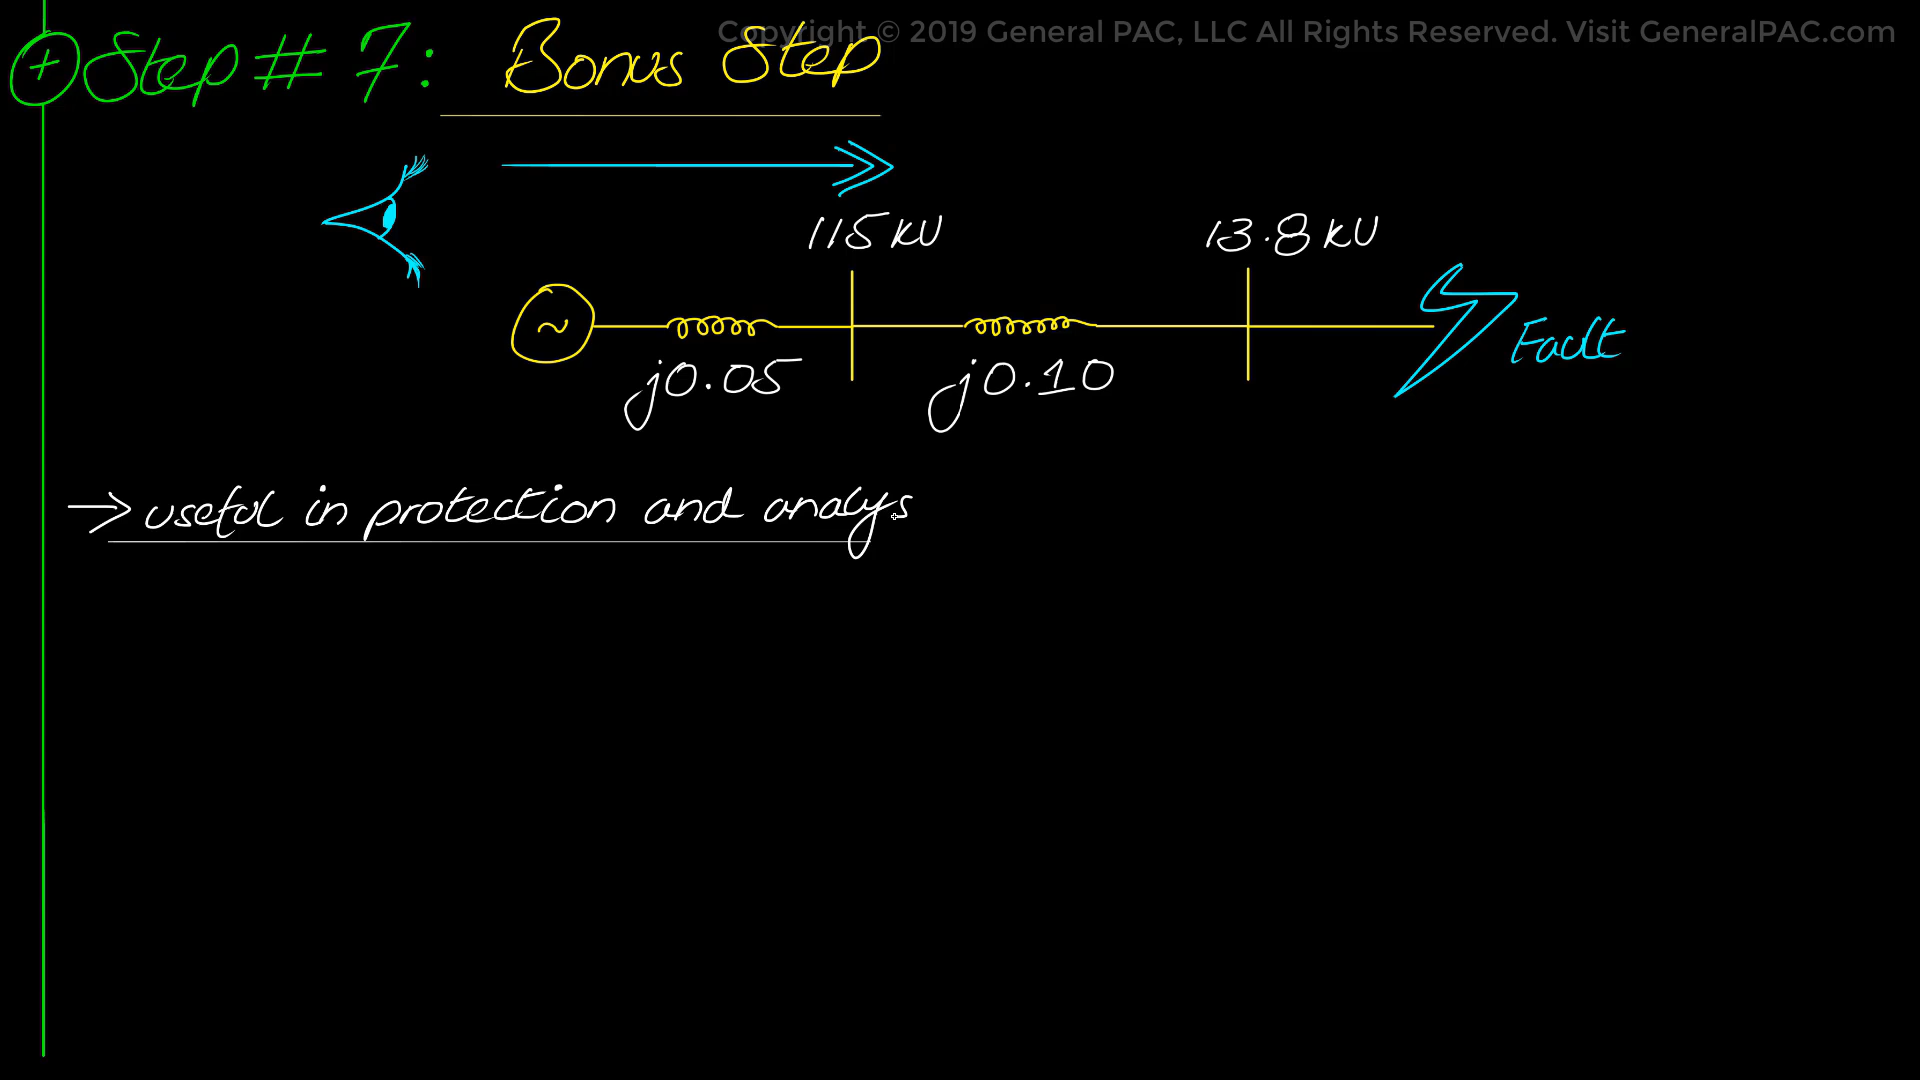 Copyright © 2019 General PAC, LLC All Rights Reserved. Visit GeneralPAC.com
+ Step # 7: Bonus Step
115 kV
13.8 kV
~
j0.05
j0.10
Fault
→ useful in protection and analys